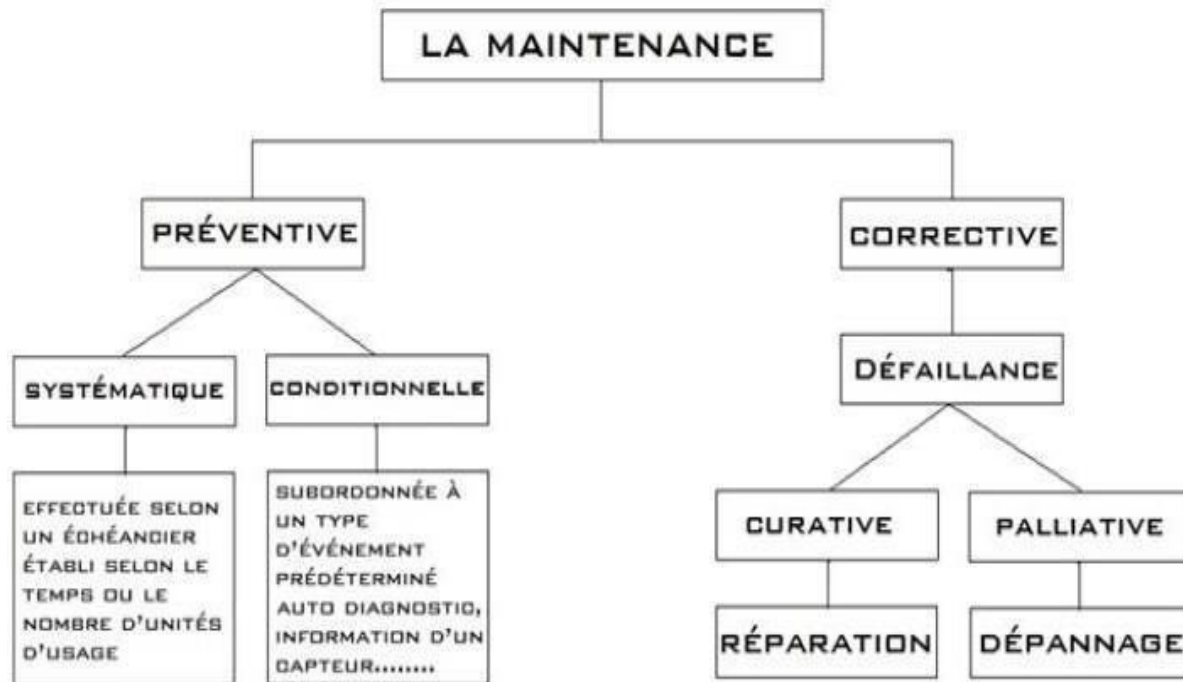 LA MAINTENANCE
PRÉVENTIVE
CORRECTIVE
SYSTÉMATIQUE
CONDITIONNELLE
DÉFAILLANCE
EFFECTUÉE SELON
UN ÉCHÉANCIER
ÉTABLI SELON LE
TEMPS OU LE
NOMBRE D'UNITÉS
D'USAGE
SUBORDONNÉE À
UN TYPE
D'ÉVÉNEMENT
PRÉDÉTERMINÉ
AUTO DIAGNOSTIC,
INFORMATION D'UN
CAPTEUR........
CURATIVE
PALLIATIVE
RÉPARATION
DÉPANNAGE